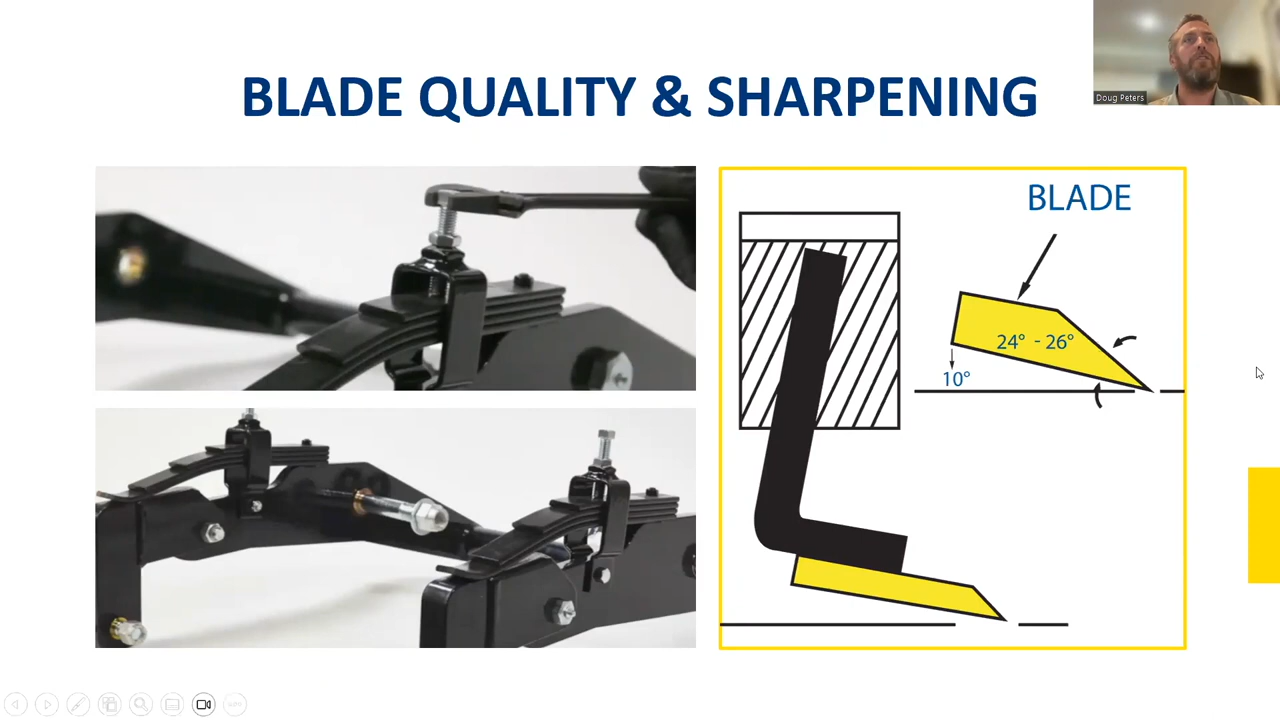 BLADE QUALITY & SHARPENING
Doug Peters
BLADE
24° - 26°
10°